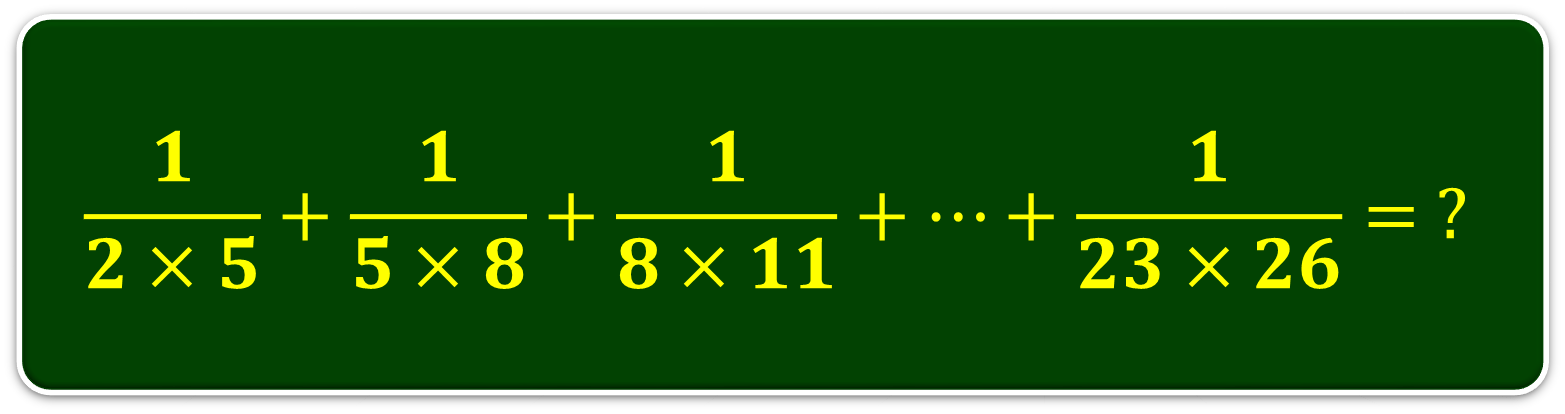 1/(2 × 5) + 1/(5 × 8) + 1/(8 × 11) + ⋯ + 1/(23 × 26) = ?